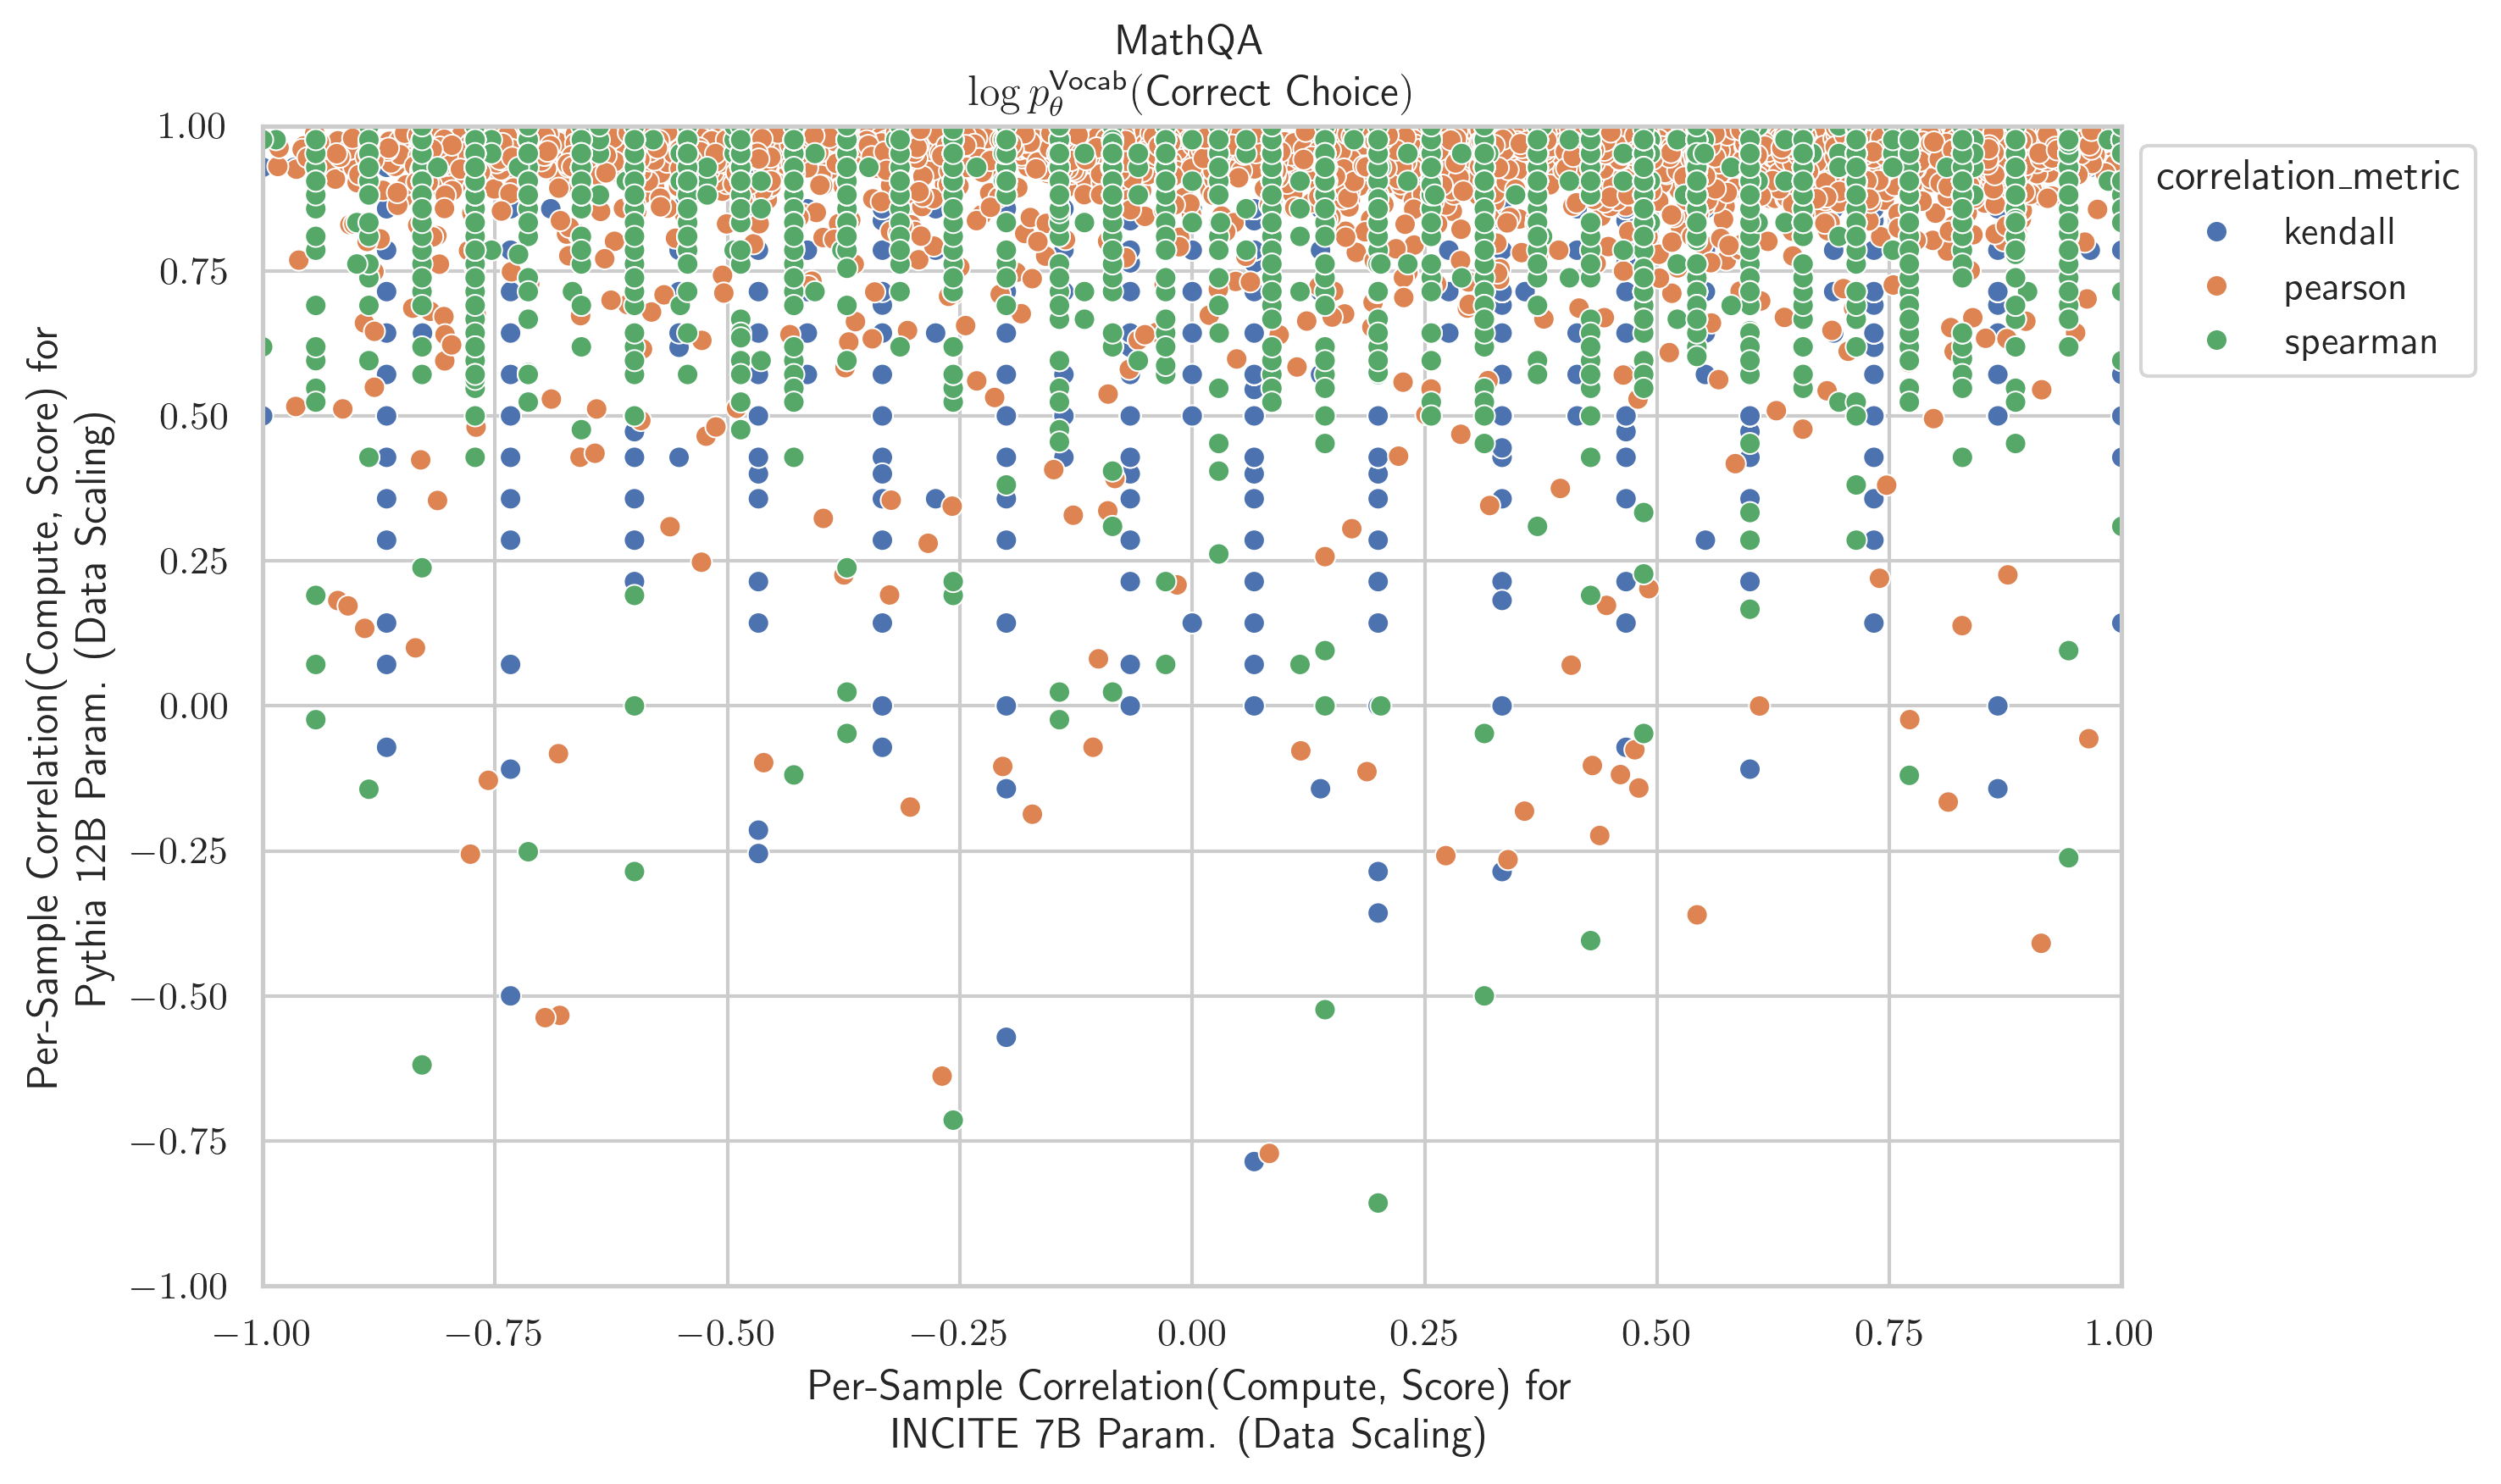 MathQA
log p_θ^Vocab(Correct Choice)
Per-Sample Correlation(Compute, Score) for
Pythia 12B Param. (Data Scaling)
1.00
0.75
0.50
0.25
0.00
−0.25
−0.50
−0.75
−1.00
−1.00 −0.75 −0.50 −0.25 0.00 0.25 0.50 0.75 1.00
Per-Sample Correlation(Compute, Score) for
INCITE 7B Param. (Data Scaling)
correlation_metric
kendall
pearson
spearman